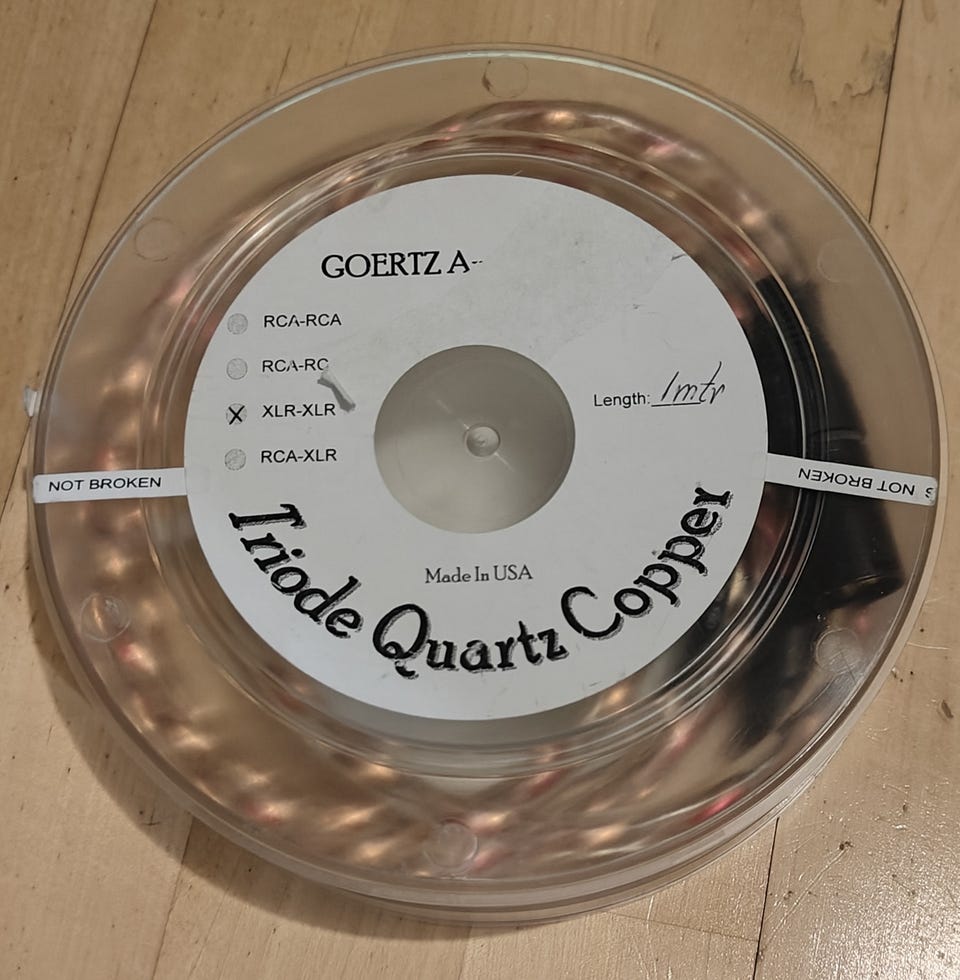 GOERTZ A
RCA-RCA
RCA-RC
XLR-XLR
RCA-XLR
Length: 1mtr
NOT BROKEN
S NOT BROKEN
Made In USA
Triode Quartz Copper